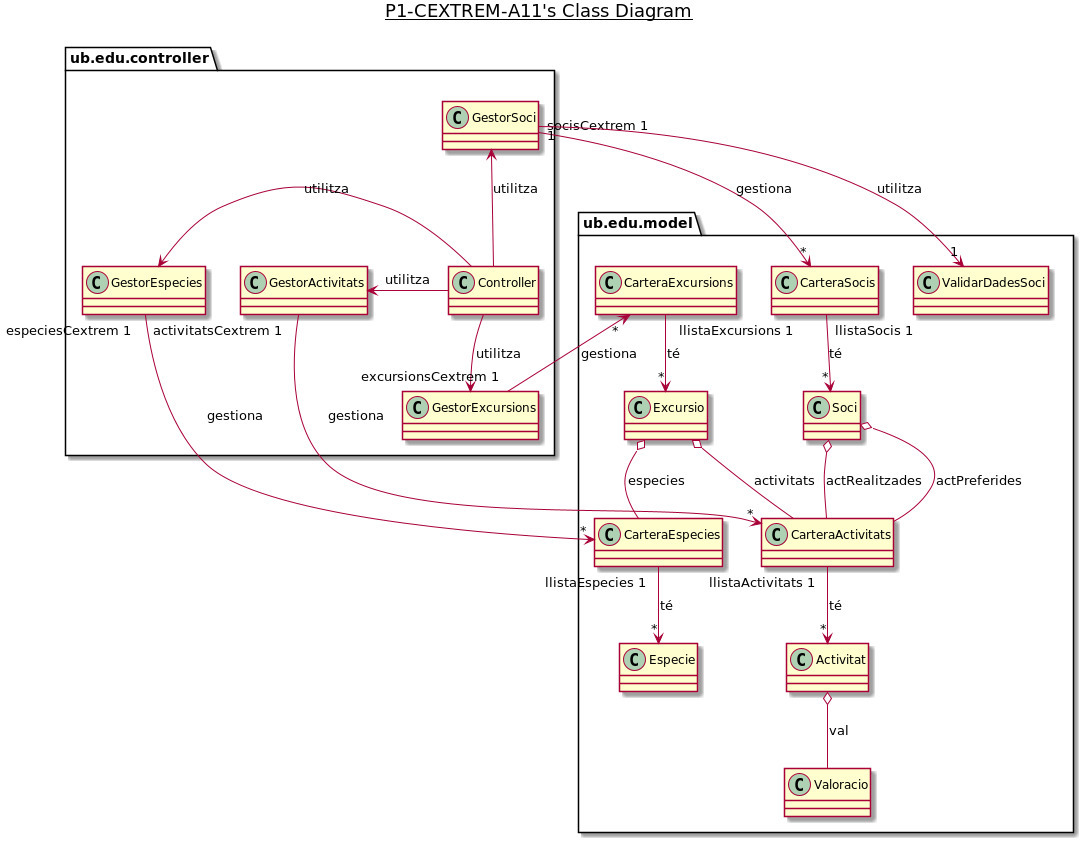 P1-CEXTREM-A11's Class Diagram
ub.edu.controller
C GestorSoci
socisCextrem 1
1
utilitza
utilitza
gestiona
utilitza
ub.edu.model
*
1
C GestorEspecies
C GestorActivitats
utilitza
C Controller
C CarteraExcursions
C CarteraSocis
C ValidarDadesSoci
especiesCextrem 1
activitatsCextrem 1
*
llistaExcursions 1
llistaSocis 1
utilitza
gestiona
té
té
excursionsCextrem 1
*
*
C GestorExcursions
C Excursio
C Soci
gestiona
gestiona
especies
activitats
actRealitzades
actPreferides
*
*
C CarteraEspecies
C CarteraActivitats
llistaEspecies 1
llistaActivitats 1
té
té
*
*
C Especie
C Activitat
val
C Valoracio